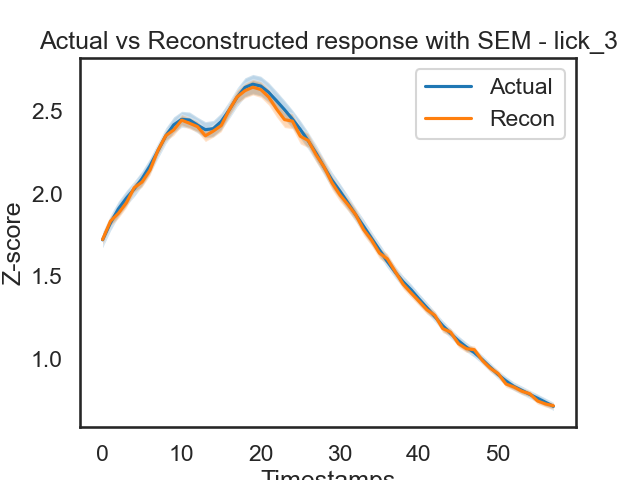 Actual vs Reconstructed response with SEM - lick_3
Actual
Recon
Z-score
2.5
2.0
1.5
1.0
0 10 20 30 40 50
Timestamps